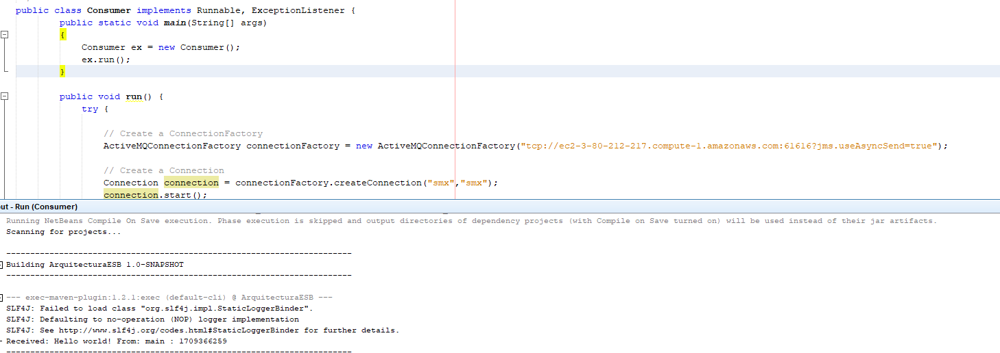 public class Consumer implements Runnable, ExceptionListener {
public static void main(String[] args)
{
Consumer ex = new Consumer();
ex.run();
}
public void run() {
try {
// Create a ConnectionFactory
ActiveMQConnectionFactory connectionFactory = new ActiveMQConnectionFactory("tcp://ec2-3-80-212-217.compute-1.amazonaws.com:61616?jms.useAsyncSend=true");
// Create a Connection
Connection connection = connectionFactory.createConnection("smx","smx");
connection.start();
ut - Run (Consumer)
Running NetBeans Compile On Save execution. Phase execution is skipped and output directories of dependency projects (with Compile on Save turned on) will be used instead of their jar artifacts.
Scanning for projects...
------------------------------------------------------------------------
Building ArquitecturaESB 1.0-SNAPSHOT
------------------------------------------------------------------------
--- exec-maven-plugin:1.2.1:exec (default-cli) @ ArquitecturaESB ---
SLF4J: Failed to load class "org.slf4j.impl.StaticLoggerBinder".
SLF4J: Defaulting to no-operation (NOP) logger implementation
SLF4J: See http://www.slf4j.org/codes.html#StaticLoggerBinder for further details.
Received: Hello world! From: main : 1709366259
------------------------------------------------------------------------